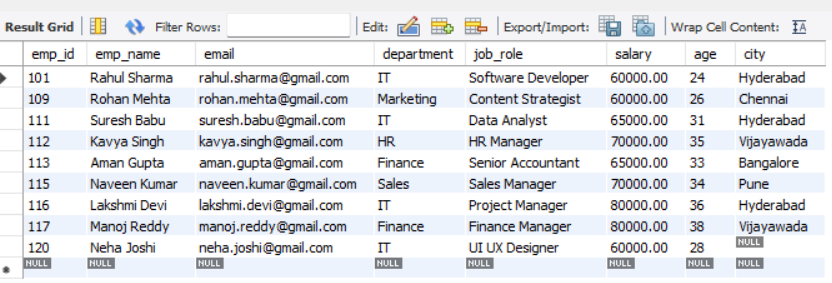 Result Grid Filter Rows: Edit: Export/Import: Wrap Cell Content: IA
emp_id emp_name email department job_role salary age city
101 Rahul Sharma rahul.sharma@gmail.com IT Software Developer 60000.00 24 Hyderabad
109 Rohan Mehta rohan.mehta@gmail.com Marketing Content Strategist 60000.00 26 Chennai
111 Suresh Babu suresh.babu@gmail.com IT Data Analyst 65000.00 31 Hyderabad
112 Kavya Singh kavya.singh@gmail.com HR HR Manager 70000.00 35 Vijayawada
113 Aman Gupta aman.gupta@gmail.com Finance Senior Accountant 65000.00 33 Bangalore
115 Naveen Kumar naveen.kumar@gmail.com Sales Sales Manager 70000.00 34 Pune
116 Lakshmi Devi lakshmi.devi@gmail.com IT Project Manager 80000.00 36 Hyderabad
117 Manoj Reddy manoj.reddy@gmail.com Finance Finance Manager 80000.00 38 Vijayawada
120 Neha Joshi neha.joshi@gmail.com IT UI UX Designer 60000.00 28 NULL
NULL NULL NULL NULL NULL NULL NULL NULL